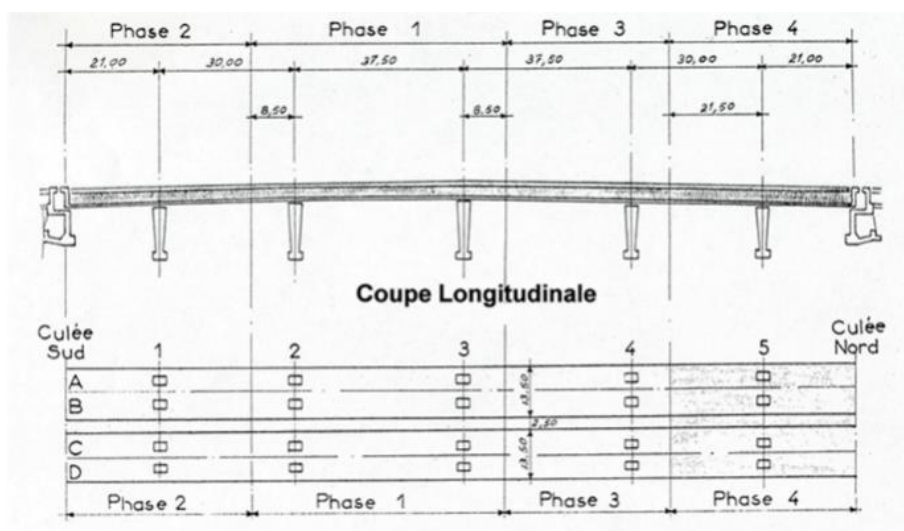 Phase 2 Phase 1 Phase 3 Phase 4
21,00 30,00 37,50 37,50 30,00 21,00
8,50 8,50 21,50
Coupe Longitudinale
Culée Sud 1 2 3 4 5 Culée Nord
A
B
13,50
2,50
C
D
13,50
Phase 2 Phase 1 Phase 3 Phase 4